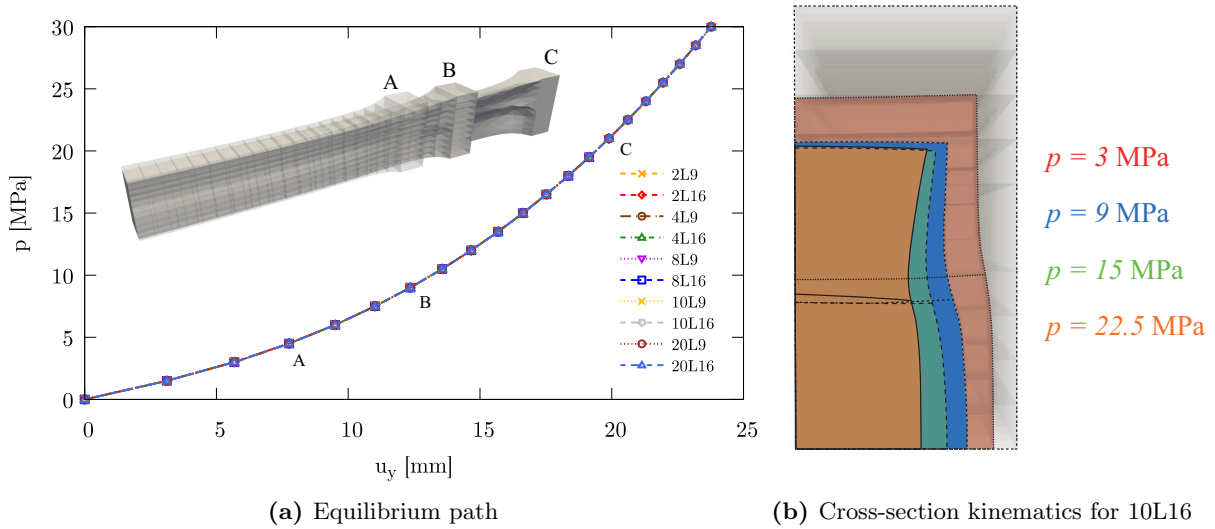 30
25
20
15
10
5
0
p [MPa]
0
5
10
15
20
25
u_y [mm]
A
B
C
A
B
C
2L9
2L16
4L9
4L16
8L9
8L16
10L9
10L16
20L9
20L16
(a) Equilibrium path
p = 3 MPa
p = 9 MPa
p = 15 MPa
p = 22.5 MPa
(b) Cross-section kinematics for 10L16